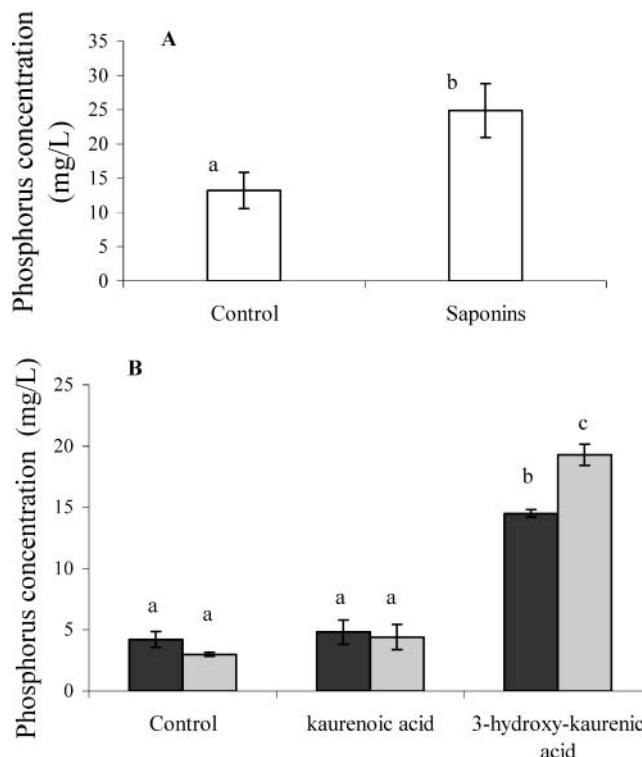 A
Phosphorus concentration
(mg/L)
35
30
25
20
15
10
5
0
a
b
Control
Saponins
B
Phosphorus concentration (mg/L)
25
20
15
10
5
0
a
a
a
a
b
c
Control
kaurenoic acid
3-hydroxy-kaurenic
acid